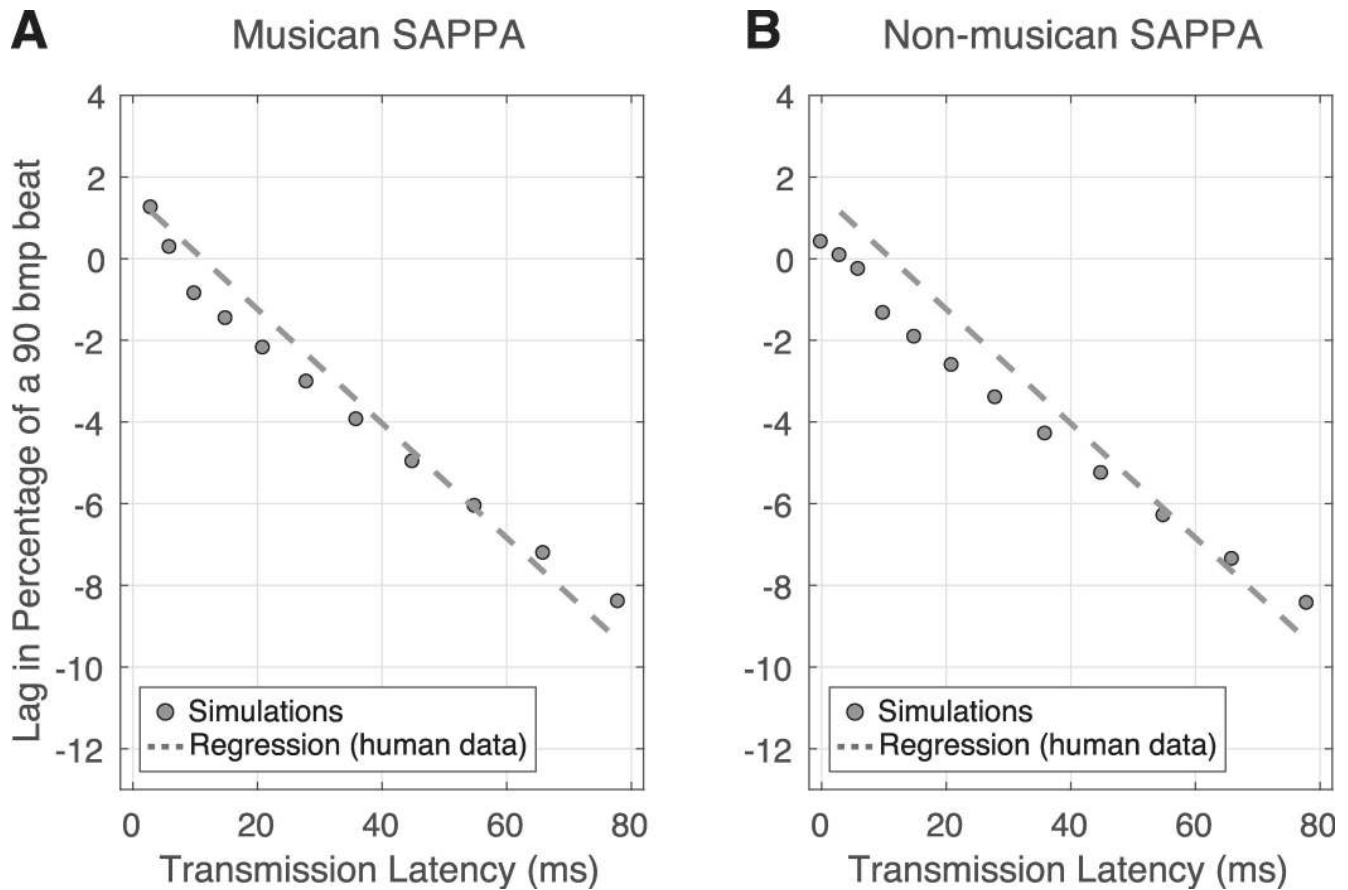 A
Musican SAPPA
B
Non-musican SAPPA
Lag in Percentage of a 90 bmp beat
4
2
0
-2
-4
-6
-8
-10
-12
Simulations
Regression (human data)
0
20
40
60
80
Transmission Latency (ms)
4
2
0
-2
-4
-6
-8
-10
-12
Simulations
Regression (human data)
0
20
40
60
80
Transmission Latency (ms)